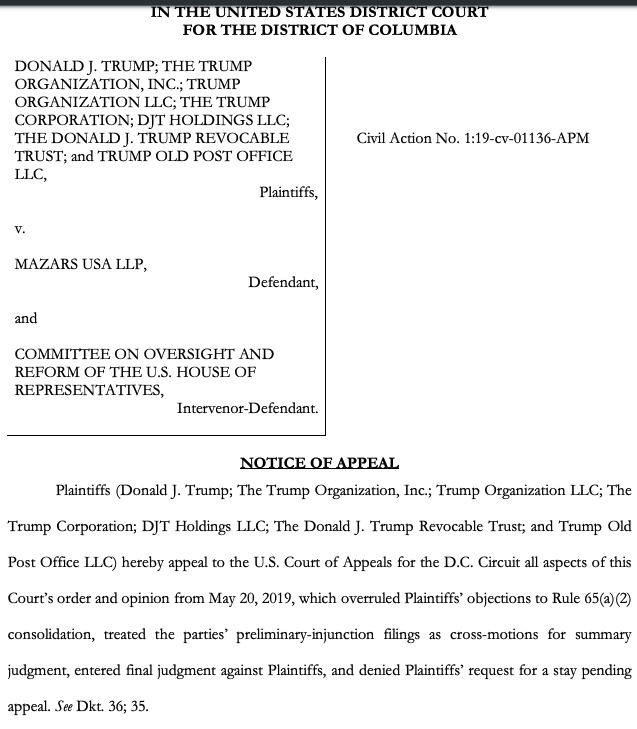 IN THE UNITED STATES DISTRICT COURT
FOR THE DISTRICT OF COLUMBIA
DONALD J. TRUMP; THE TRUMP
ORGANIZATION, INC.; TRUMP
ORGANIZATION LLC; THE TRUMP
CORPORATION; DJT HOLDINGS LLC;
THE DONALD J. TRUMP REVOCABLE
TRUST; and TRUMP OLD POST OFFICE
LLC,
Plaintiffs,
v.
MAZARS USA LLP,
Defendant,
and
COMMITTEE ON OVERSIGHT AND
REFORM OF THE U.S. HOUSE OF
REPRESENTATIVES,
Intervenor-Defendant.
Civil Action No. 1:19-cv-01136-APM
NOTICE OF APPEAL
Plaintiffs (Donald J. Trump; The Trump Organization, Inc.; Trump Organization LLC; The
Trump Corporation; DJT Holdings LLC; The Donald J. Trump Revocable Trust; and Trump Old
Post Office LLC) hereby appeal to the U.S. Court of Appeals for the D.C. Circuit all aspects of this
Court's order and opinion from May 20, 2019, which overruled Plaintiffs' objections to Rule 65(a)(2)
consolidation, treated the parties' preliminary-injunction filings as cross-motions for summary
judgment, entered final judgment against Plaintiffs, and denied Plaintiffs' request for a stay pending
appeal. See Dkt. 36; 35.